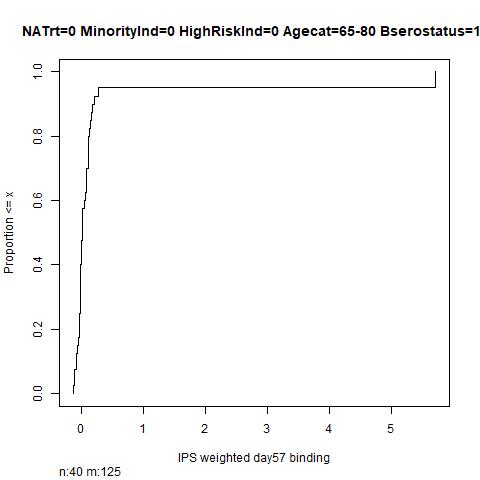 NATrt=0 MinorityInd=0 HighRiskInd=0 Agecat=65-80 Bserostatus=1
1.0
0.8
0.6
0.4
0.2
0.0
Proportion <= x
0 1 2 3 4 5
IPS weighted day57 binding
n:40 m:125